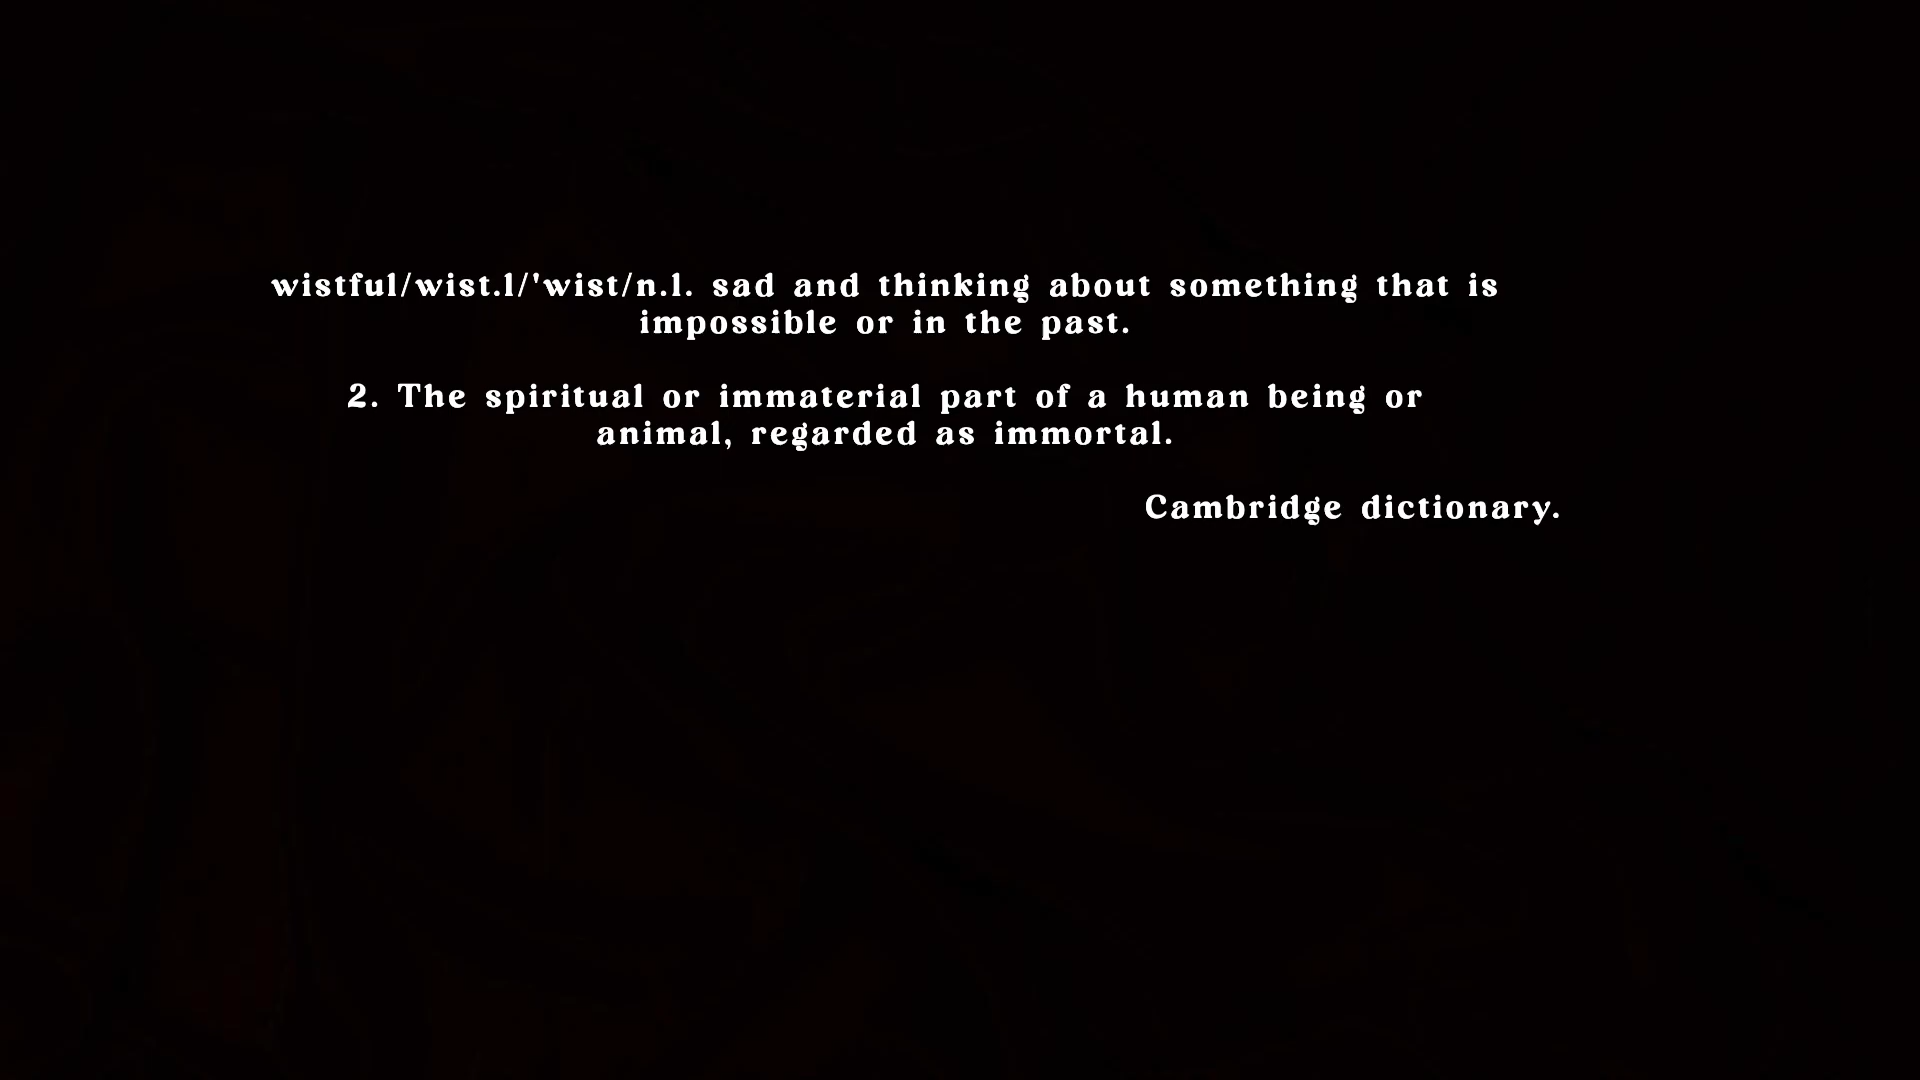 wistful/wist.l/'wist/n.l. sad and thinking about something that is
impossible or in the past.
2. The spiritual or immaterial part of a human being or
animal, regarded as immortal.
Cambridge dictionary.